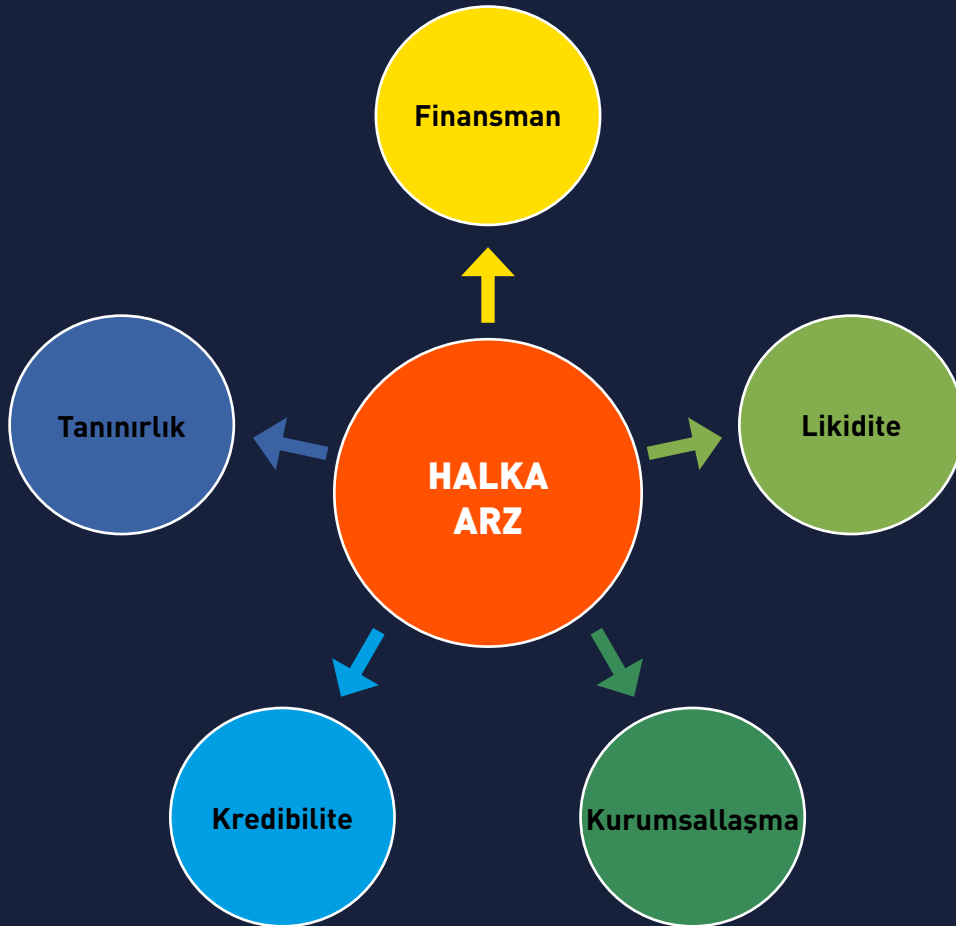 Finansman
Tanınırlık
Likidite
HALKA
ARZ
Kredibilite
Kurumsallaşma